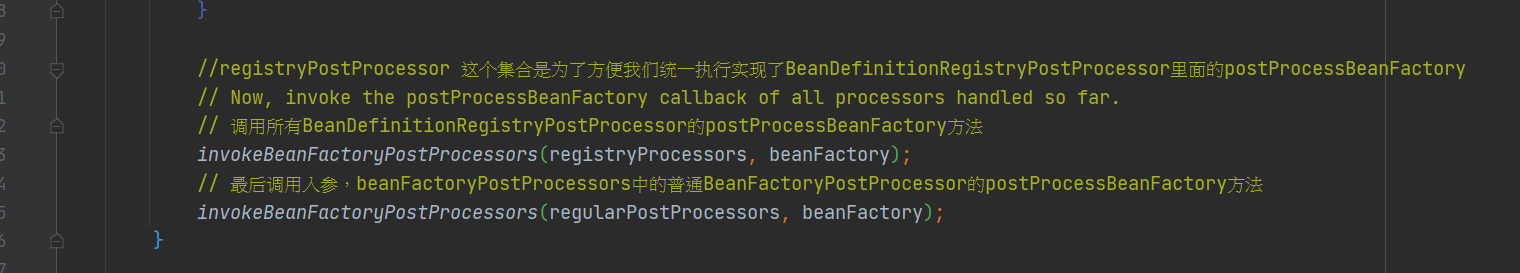 }
//registryPostProcessor 这个集合是为了方便我们统一执行实现了BeanDefinitionRegistryPostProcessor里面的postProcessBeanFactory
// Now, invoke the postProcessBeanFactory callback of all processors handled so far.
// 调用所有BeanDefinitionRegistryPostProcessor的postProcessBeanFactory方法
invokeBeanFactoryPostProcessors(registryProcessors, beanFactory);
// 最后调用入参，beanFactoryPostProcessors中的普通BeanFactoryPostProcessor的postProcessBeanFactory方法
invokeBeanFactoryPostProcessors(regularPostProcessors, beanFactory);
}